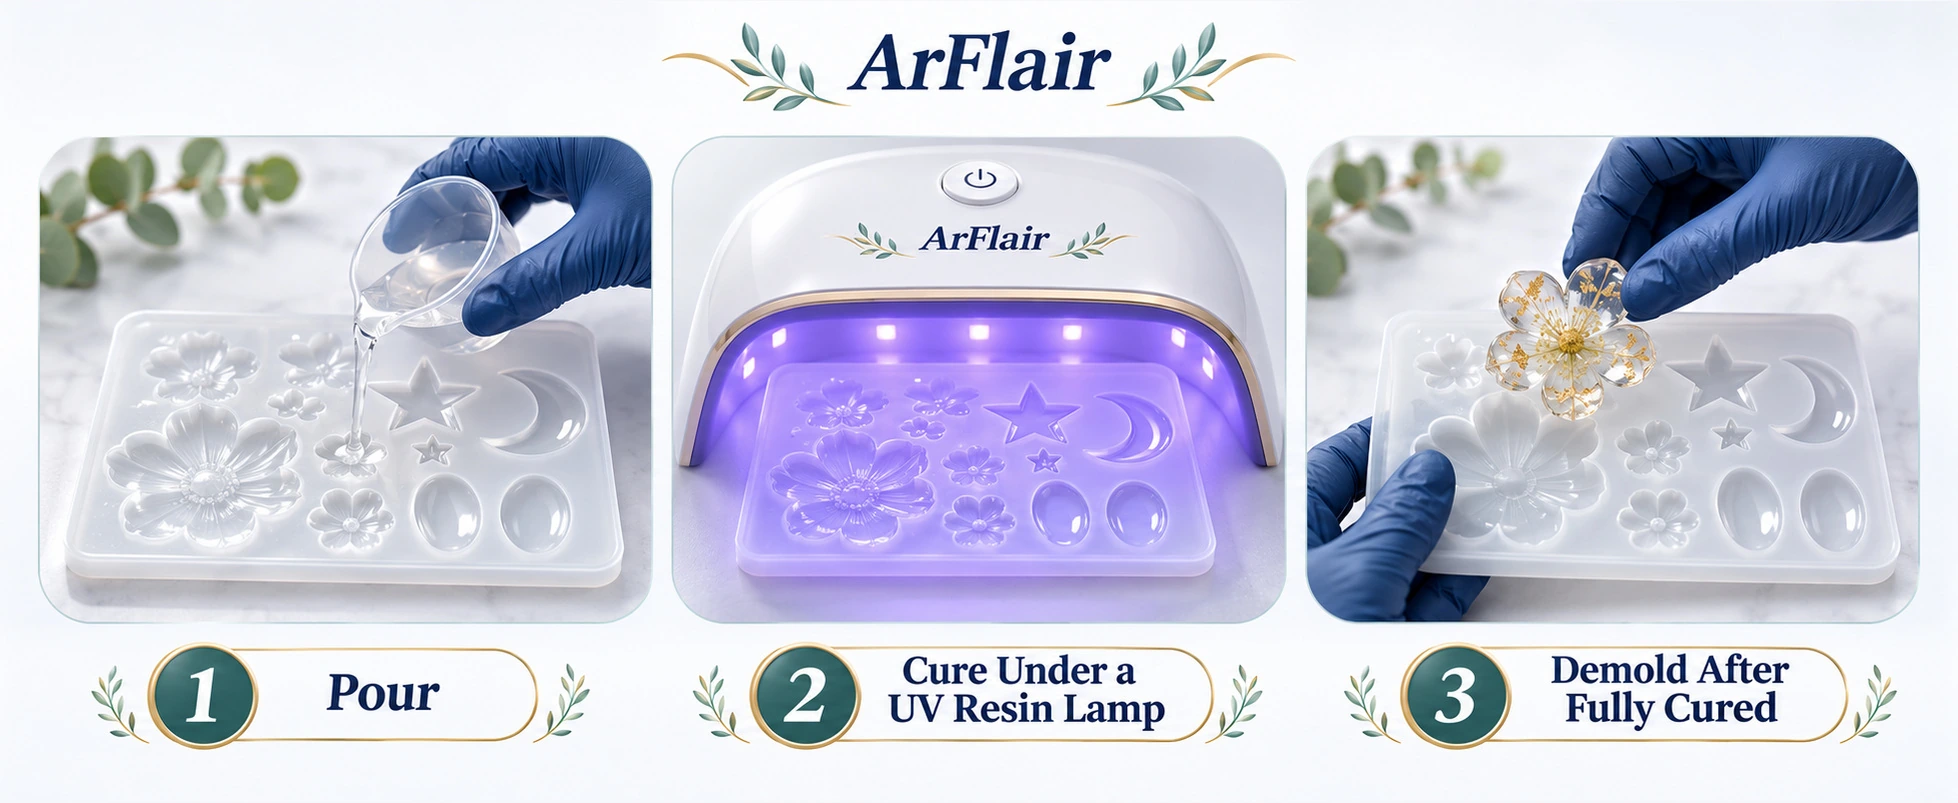 ArFlair
ArFlair
1
Pour
2
Cure Under a
UV Resin Lamp
3
Demold After
Fully Cured